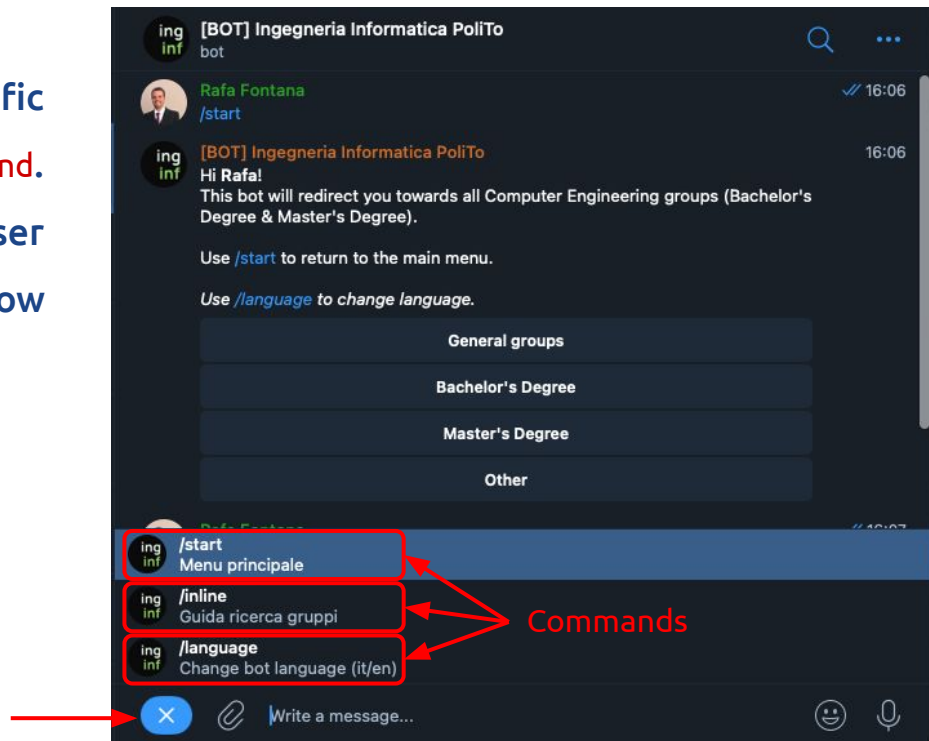 fic
nd.
ser
ow
ing
inf
[BOT] Ingegneria Informatica PoliTo
bot
Rafa Fontana
16:06
/start
ing
inf
[BOT] Ingegneria Informatica PoliTo
16:06
Hi Rafa!
This bot will redirect you towards all Computer Engineering groups (Bachelor's
Degree & Master's Degree).
Use /start to return to the main menu.
Use /language to change language.
General groups
Bachelor's Degree
Master's Degree
Other
Rafa Fontana
16:07
ing
inf
/start
Menu principale
ing
inf
/inline
Guida ricerca gruppi
ing
inf
/language
Change bot language (it/en)
Commands
Write a message...